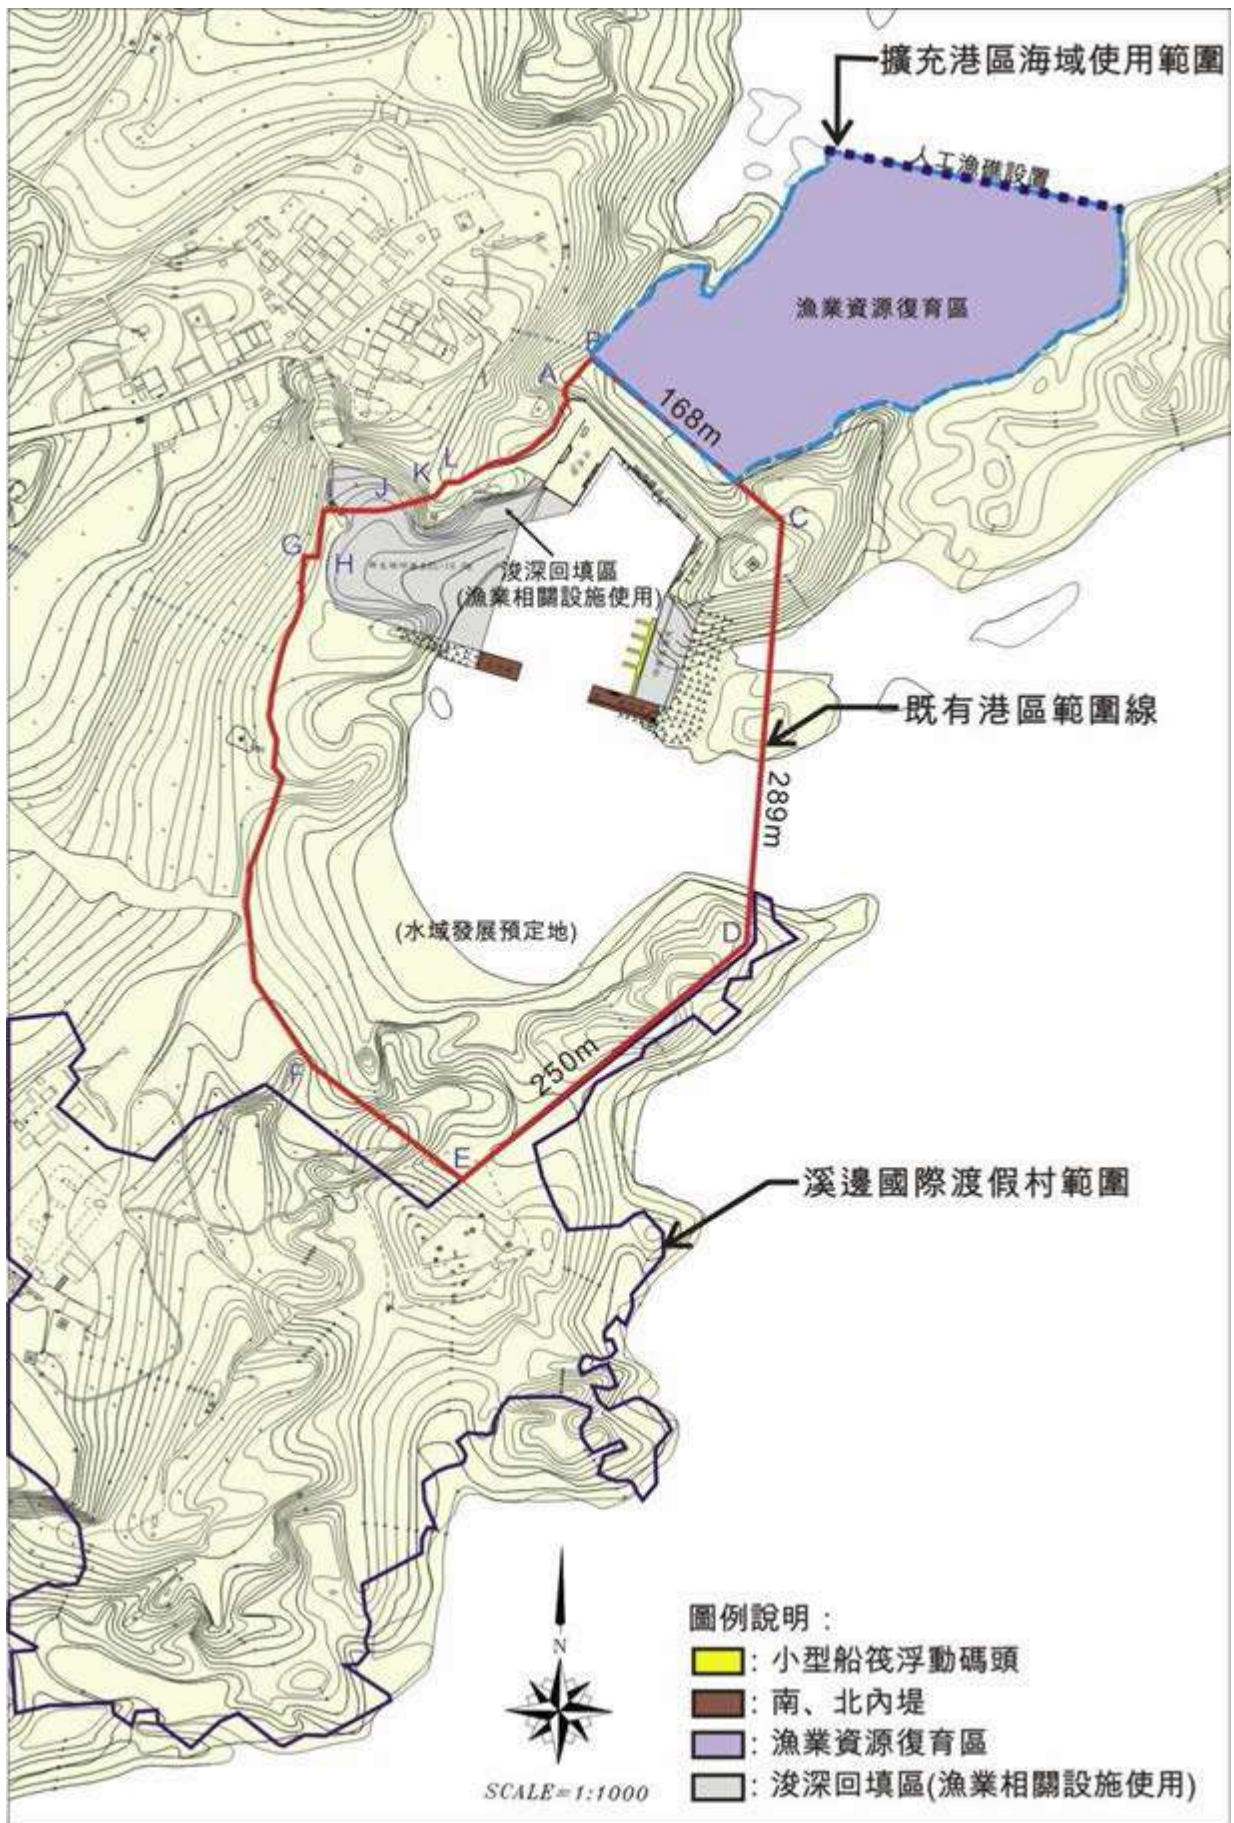 擴充港區海域使用範圍
人工漁礁設置
漁業資源復育區
B
A
168m
L
K
J
C
G
H
浚深回填區
(漁業相關設施使用)
既有港區範圍線
289m
(水域發展預定地)
D
250m
F
E
溪邊國際渡假村範圍
N
SCALE=1:1000
圖例說明：
：小型船筏浮動碼頭
：南、北內堤
：漁業資源復育區
：浚深回填區(漁業相關設施使用)